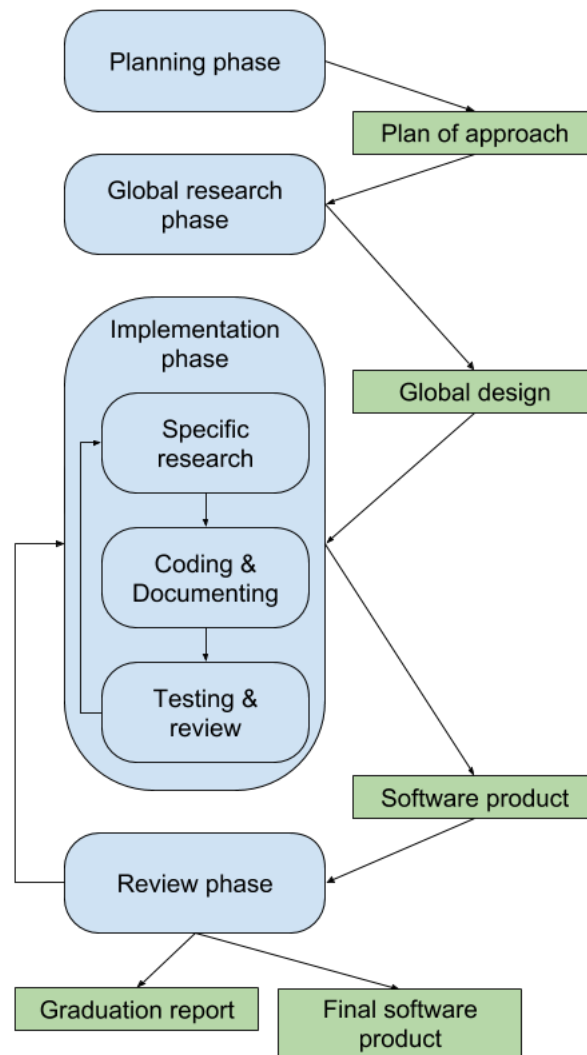 Planning phase
Plan of approach
Global research
phase
Implementation
phase
Global design
Specific
research
Coding &
Documenting
Testing &
review
Software product
Review phase
Graduation report
Final software
product